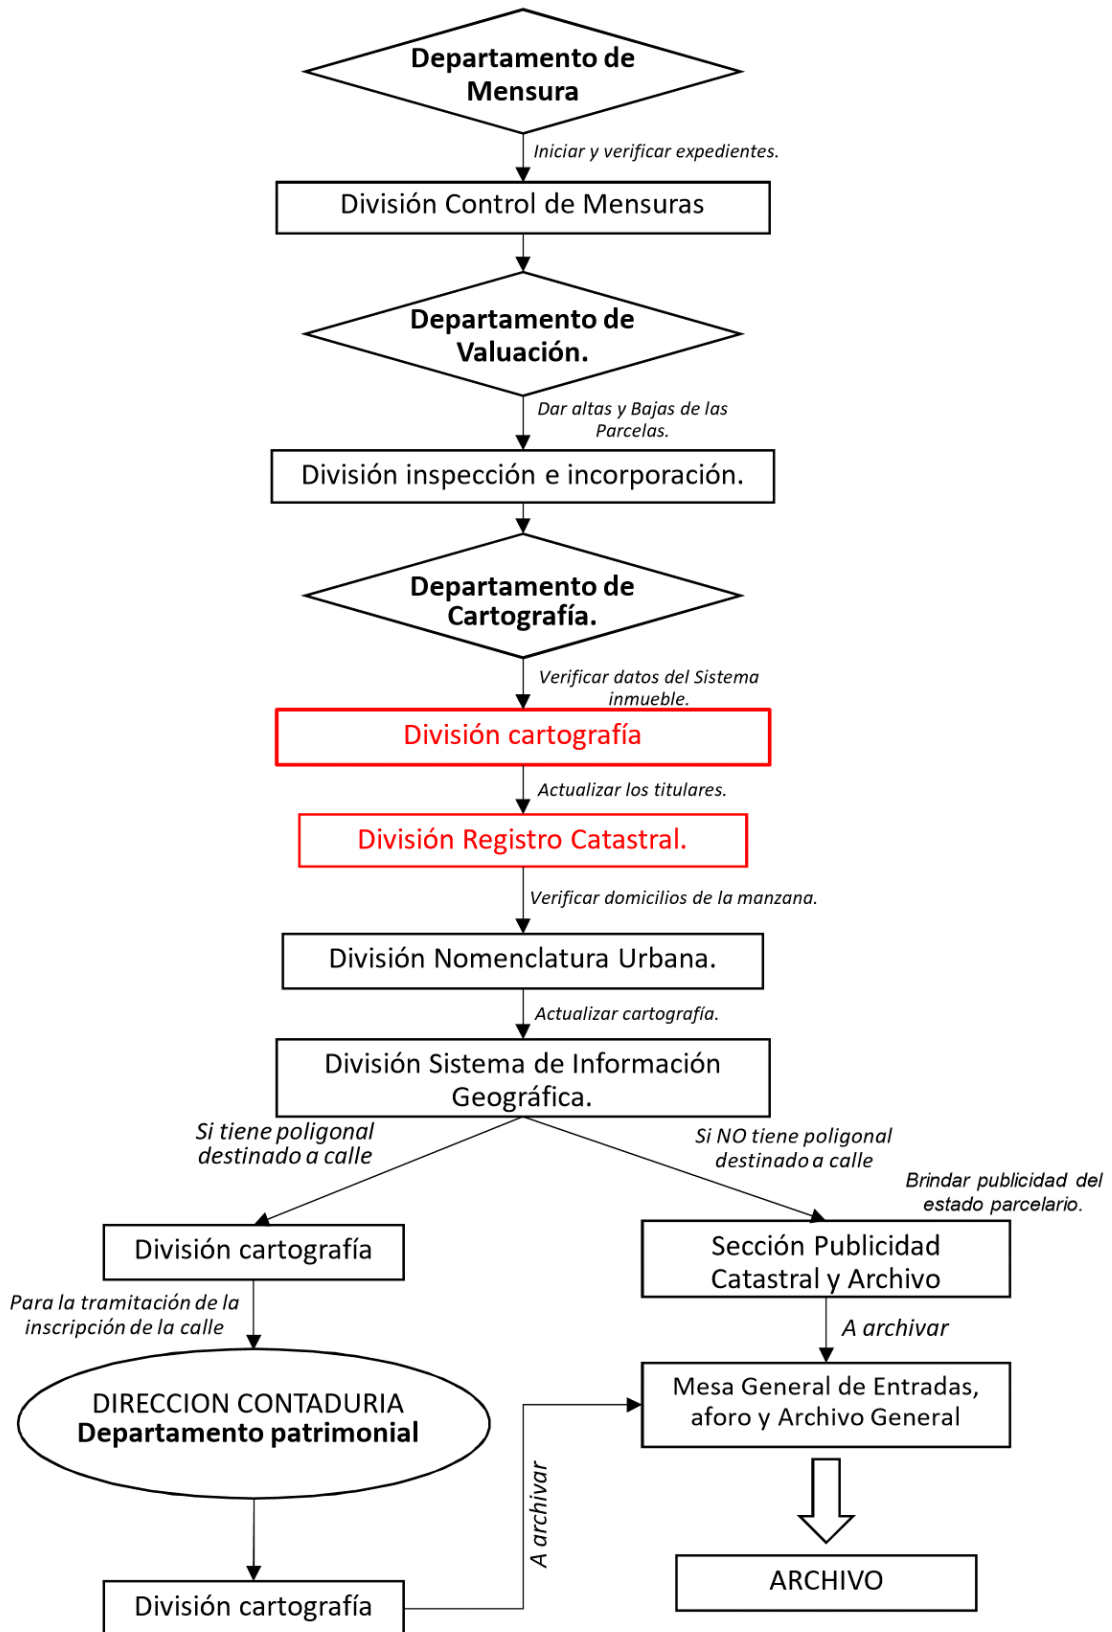 Departamento de
Mensura
Iniciar y verificar expedientes.
División Control de Mensuras
Departamento de
Valuación.
Dar altas y Bajas de las
Parcelas.
División inspección e incorporación.
Departamento de
Cartografía.
Verificar datos del Sistema
inmueble.
División cartografía
Actualizar los titulares.
División Registro Catastral.
Verificar domicilios de la manzana.
División Nomenclatura Urbana.
Actualizar cartografía.
División Sistema de Información
Geográfica.
Si tiene poligonal
destinado a calle
Si NO tiene poligonal
destinado a calle
Brindar publicidad del
estado parcelario.
División cartografía
Sección Publicidad
Catastral y Archivo
Para la tramitación de la
inscripción de la calle
A archivar
DIRECCION CONTADURIA
Departamento patrimonial
Mesa General de Entradas,
aforo y Archivo General
A archivar
ARCHIVO
División cartografía